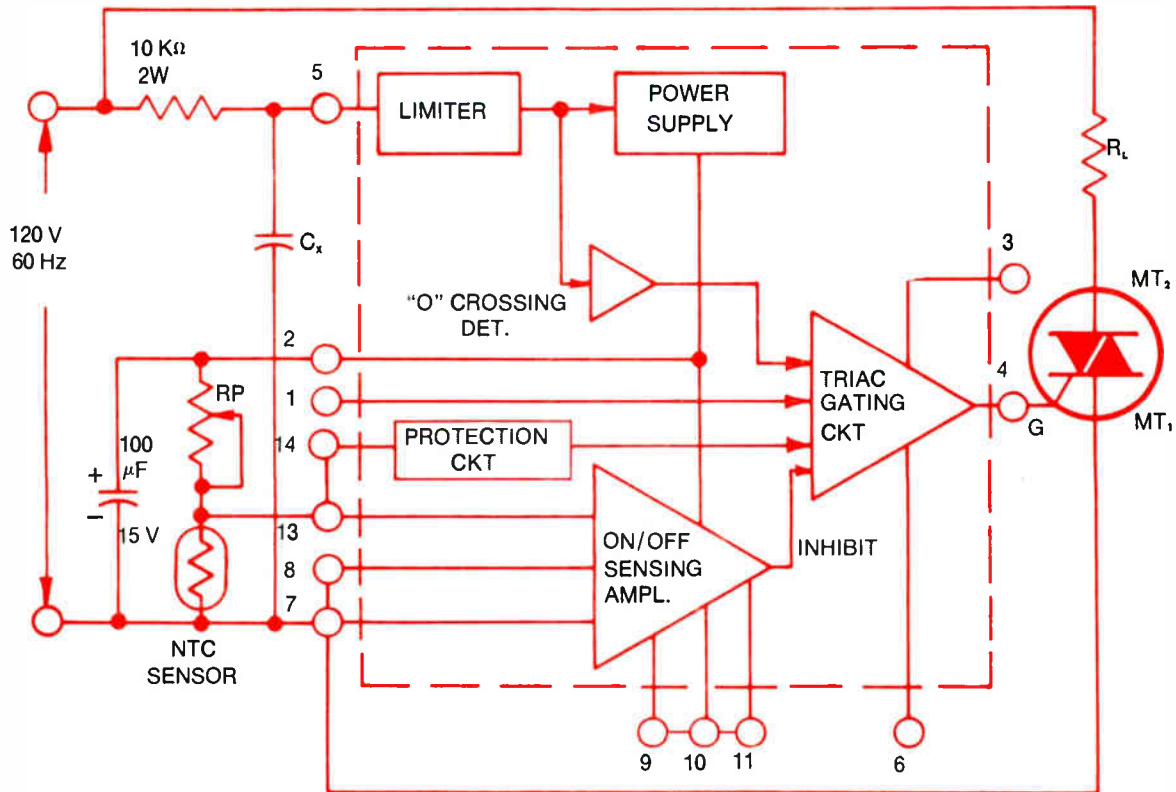 10 KΩ
2W
5
LIMITER
POWER
SUPPLY
R_L
120 V
60 Hz
C_x
3
MT₂
"O" CROSSING
DET.
2
RP
1
TRIAC
GATING
CKT
4
G
MT₁
14
PROTECTION
CKT
+
100
μF
−
15 V
13
ON/OFF
SENSING
AMPL.
INHIBIT
8
7
NTC
SENSOR
9
10
11
6